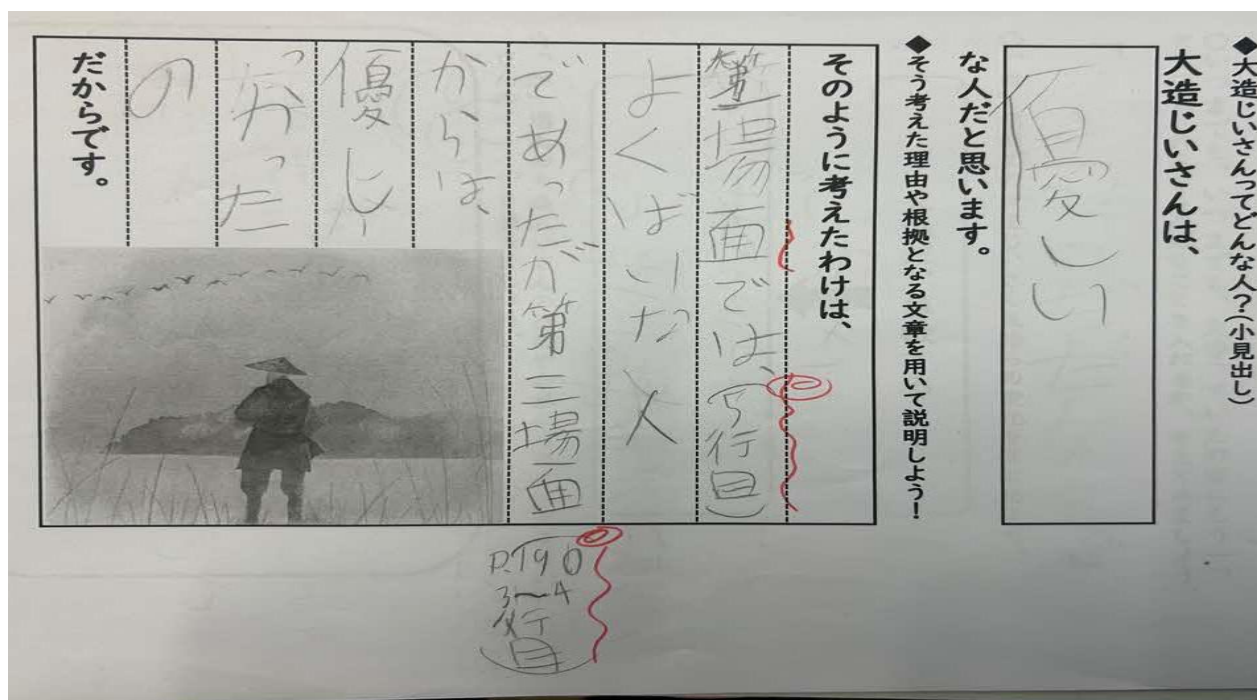 ◆大造じいさんってどんな人?(小見出し)
大造じいさんは、
優しい
な人だと思います。
◆そう考えた理由や根拠となる文章を用いて説明しよう!
そのように考えたわけは、
第一場面では、(5行目)
よくばりな人
であったが第三場面
(P.190
3〜4
行
目)
からは、
優し
かった
の
だからです。